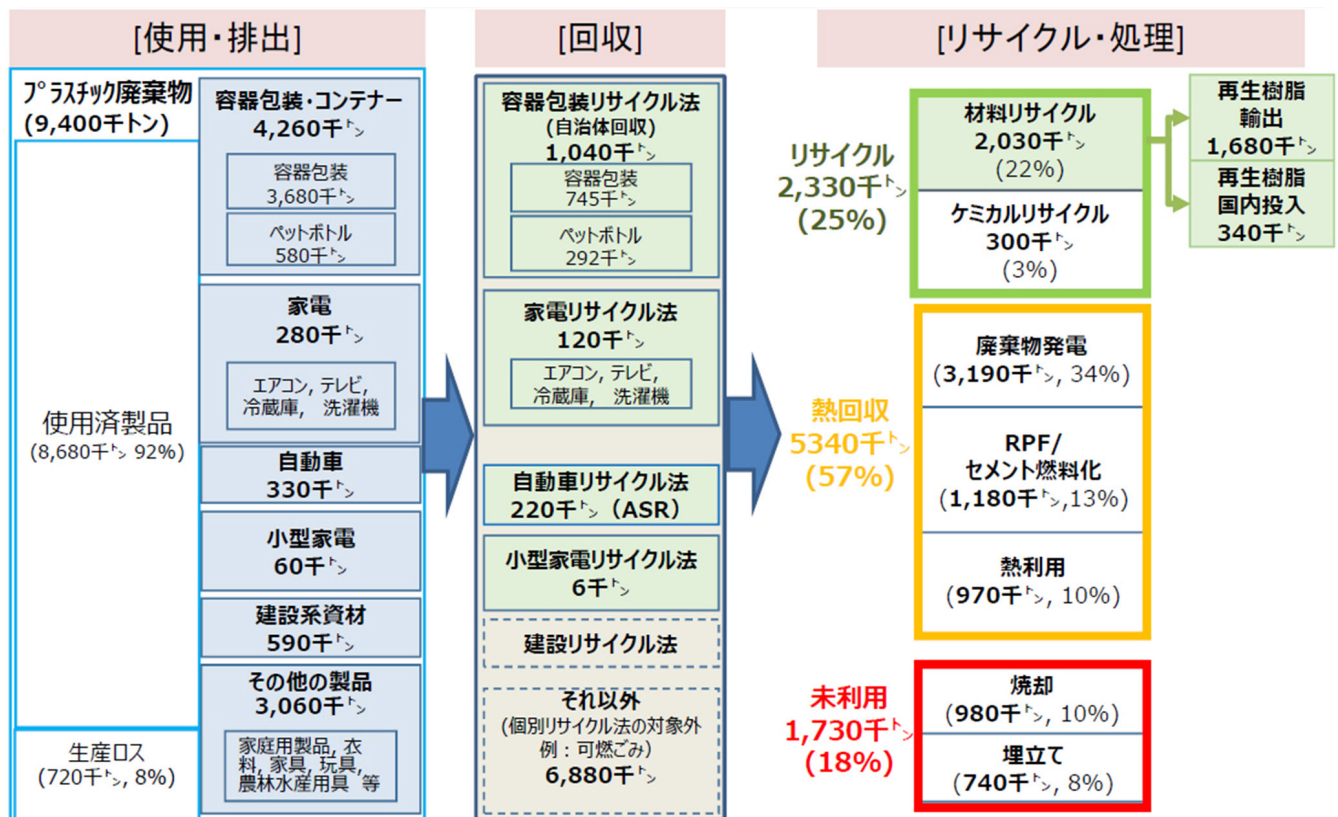 [使用・排出]
プラスチック廃棄物
(9,400千トン)
使用済製品
(8,680千トン 92%)
生産ロス
(720千トン, 8%)
容器包装・コンテナー
4,260千トン
容器包装
3,680千トン
ペットボトル
580千トン
家電
280千トン
エアコン, テレビ,
冷蔵庫, 洗濯機
自動車
330千トン
小型家電
60千トン
建設系資材
590千トン
その他の製品
3,060千トン
家庭用製品, 衣
料, 家具, 玩具,
農林水産用具 等
[回収]
容器包装リサイクル法
(自治体回収)
1,040千トン
容器包装
745千トン
ペットボトル
292千トン
家電リサイクル法
120千トン
エアコン, テレビ,
冷蔵庫, 洗濯機
自動車リサイクル法
220千トン (ASR)
小型家電リサイクル法
6千トン
建設リサイクル法
それ以外
(個別リサイクル法の対象外
例：可燃ごみ)
6,880千トン
[リサイクル・処理]
リサイクル
2,330千トン
(25%)
材料リサイクル
2,030千トン
(22%)
ケミカルリサイクル
300千トン
(3%)
再生樹脂
輸出
1,680千トン
再生樹脂
国内投入
340千トン
熱回収
5340千トン
(57%)
廃棄物発電
(3,190千トン, 34%)
RPF/
セメント燃料化
(1,180千トン,13%)
熱利用
(970千トン, 10%)
未利用
1,730千トン
(18%)
焼却
(980千トン, 10%)
埋立て
(740千トン, 8%)